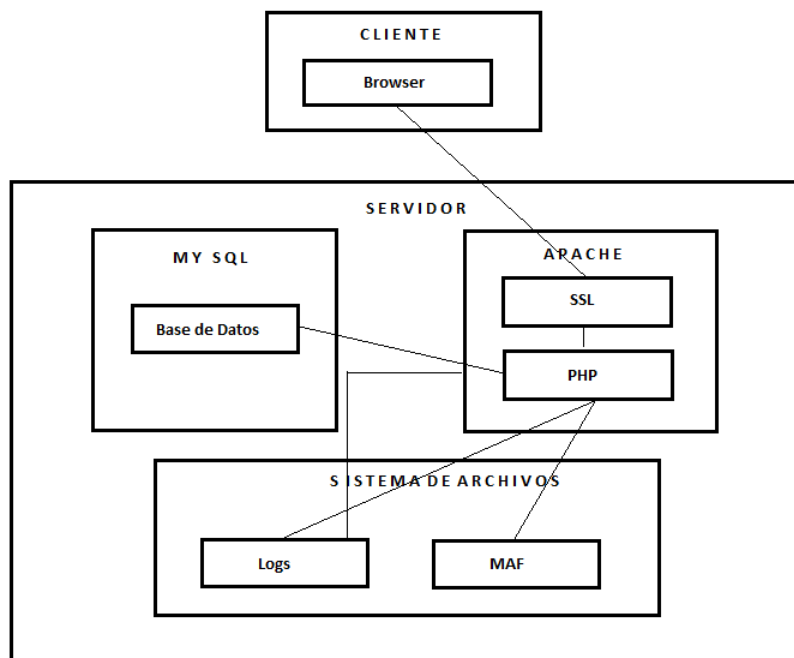 CLIENTE
Browser
SERVIDOR
MY SQL
APACHE
SSL
Base de Datos
PHP
SISTEMA DE ARCHIVOS
Logs
MAF